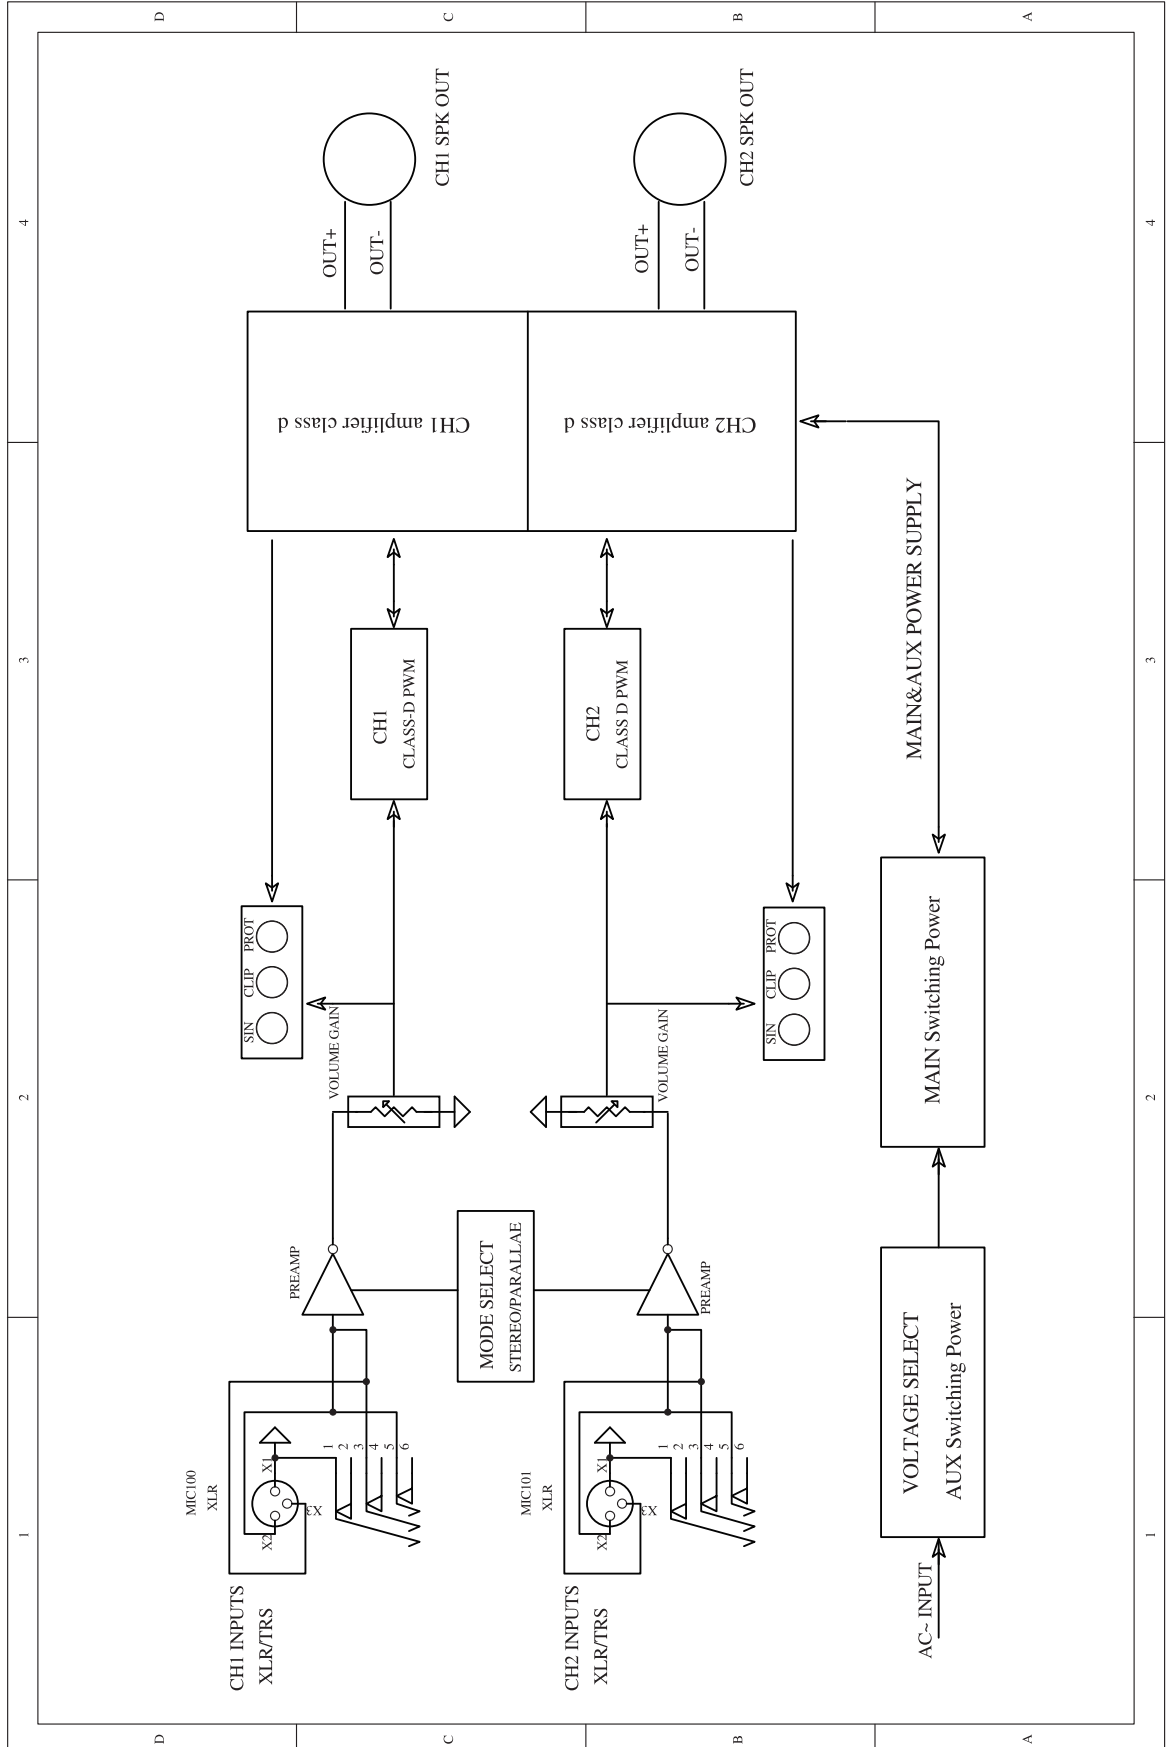 D
C
B
A
4
3
2
1
CH1 SPK OUT
CH2 SPK OUT
OUT+
OUT-
OUT+
OUT-
CH1 amplifier class d
CH2 amplifier class d
CH1
CLASS-D PWM
CH2
CLASS D PWM
MAIN&AUX POWER SUPPLY
SIN CLIP PROT
SIN CLIP PROT
VOLUME GAIN
VOLUME GAIN
MAIN Switching Power
PREAMP
MODE SELECT
STEREO/PARALLAE
PREAMP
VOLTAGE SELECT
AUX Switching Power
AC~ INPUT
MIC100
XLR
X1
X2
X3
1
2
3
4
5
6
CH1 INPUTS
XLR/TRS
MIC101
XLR
X1
X2
X3
1
2
3
4
5
6
CH2 INPUTS
XLR/TRS
4
3
2
1
D
C
B
A